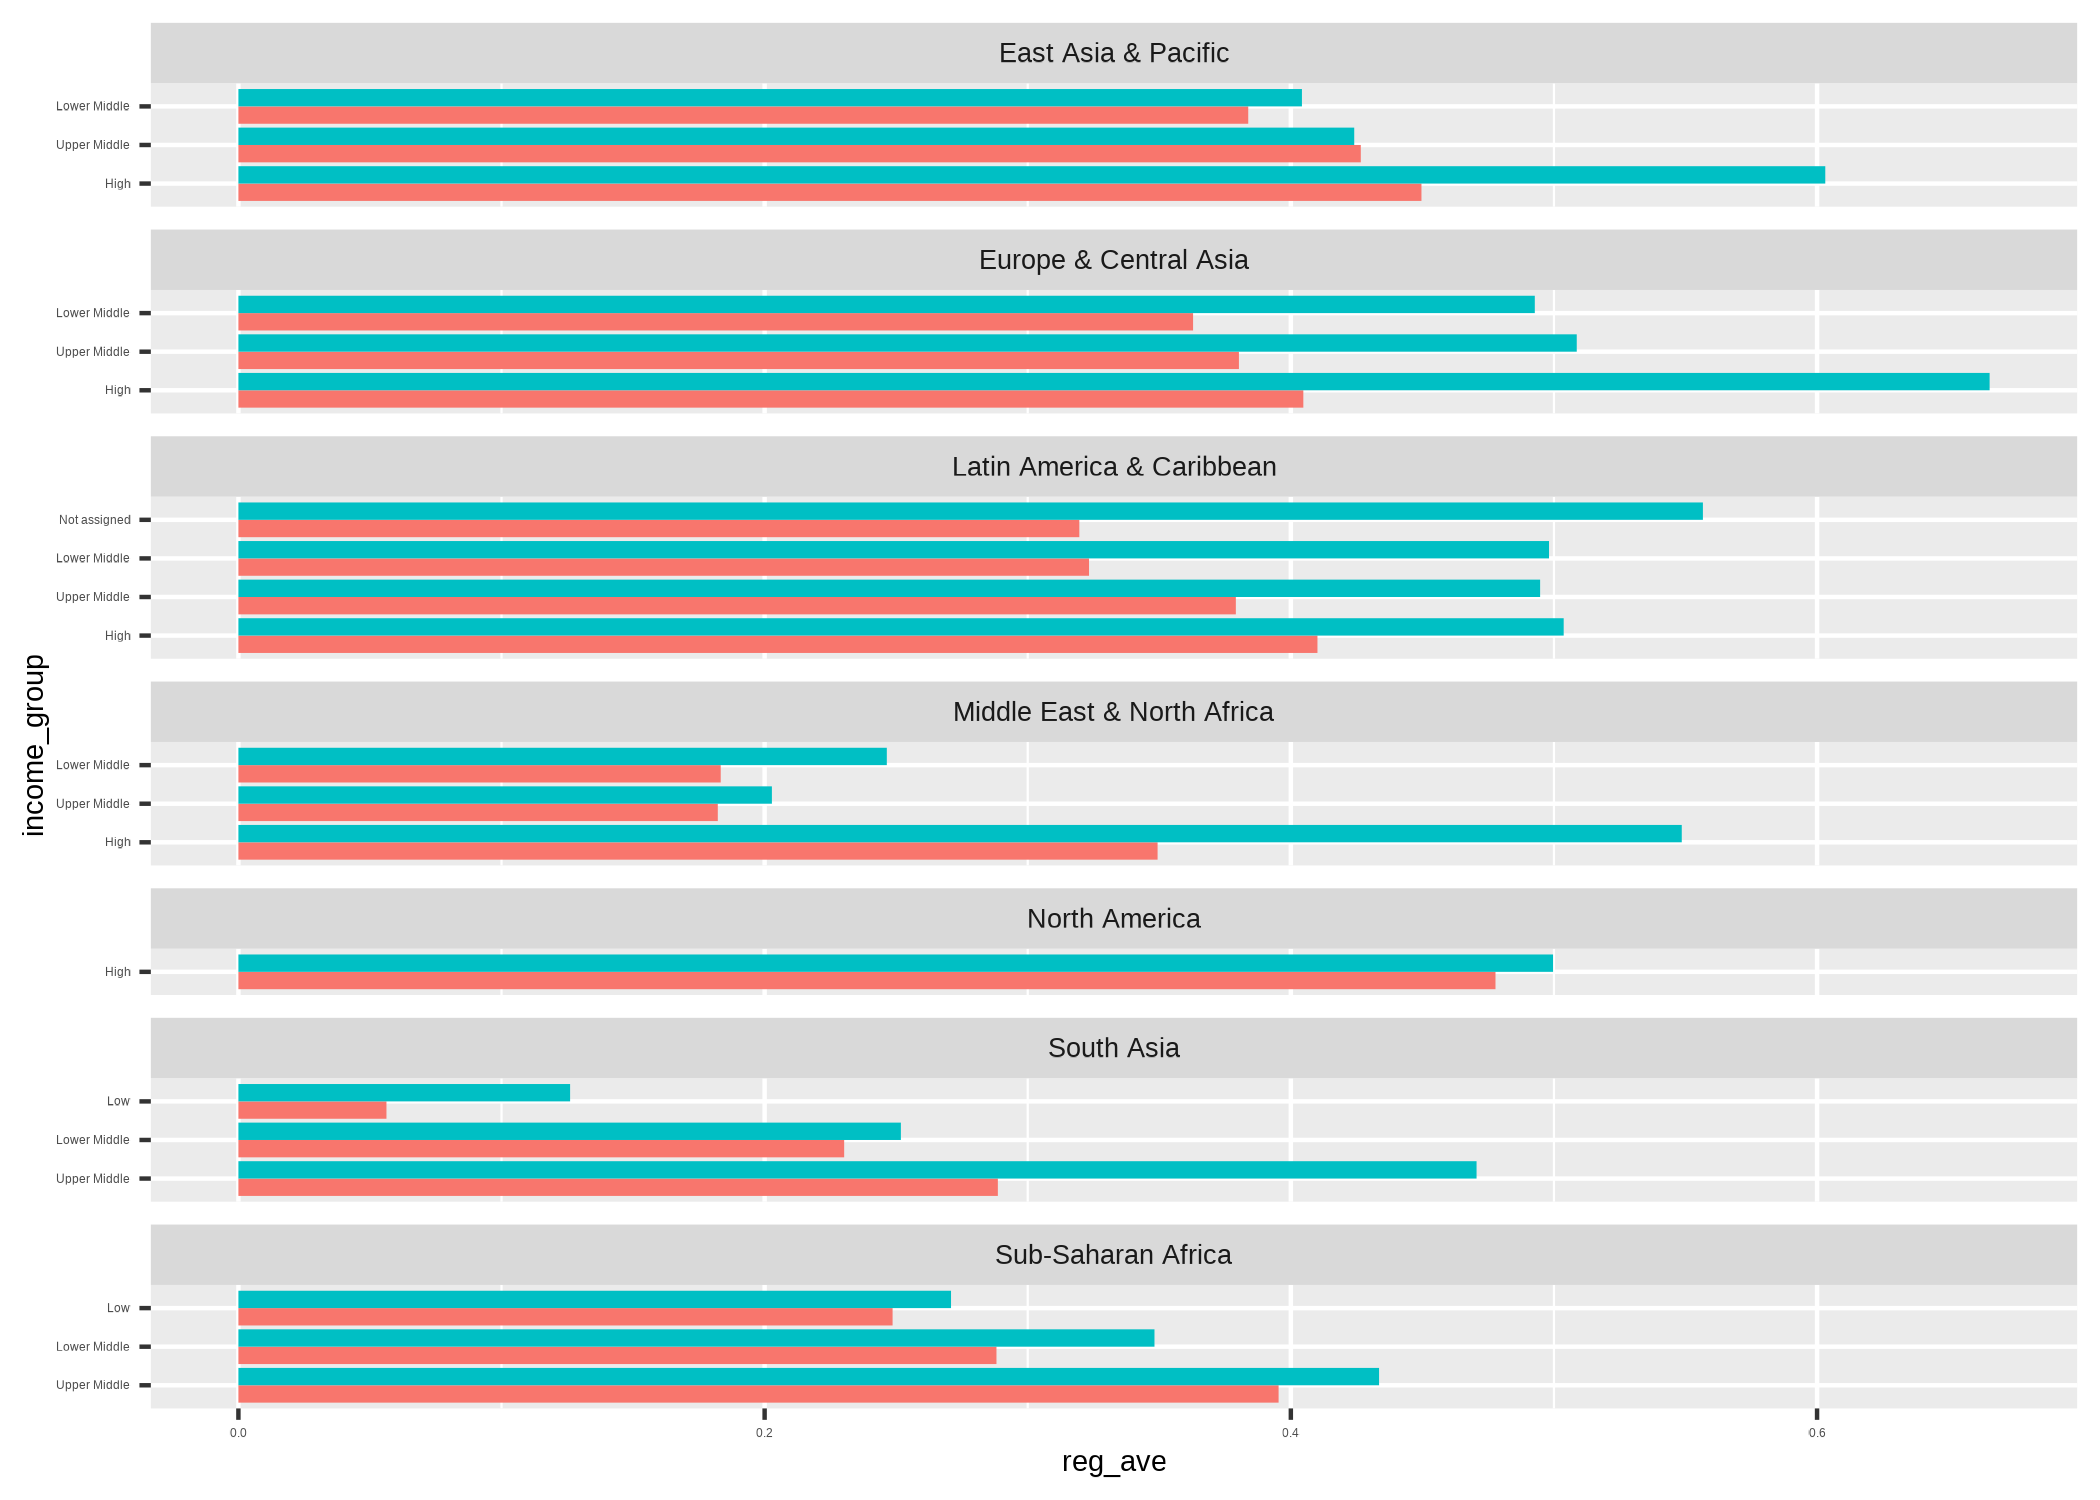 East Asia & Pacific
Lower Middle
Upper Middle
High
Europe & Central Asia
Lower Middle
Upper Middle
High
Latin America & Caribbean
Not assigned
Lower Middle
Upper Middle
High
Middle East & North Africa
Lower Middle
Upper Middle
High
North America
High
South Asia
Low
Lower Middle
Upper Middle
Sub-Saharan Africa
Low
Lower Middle
Upper Middle
0.0 0.2 0.4 0.6
reg_ave
income_group